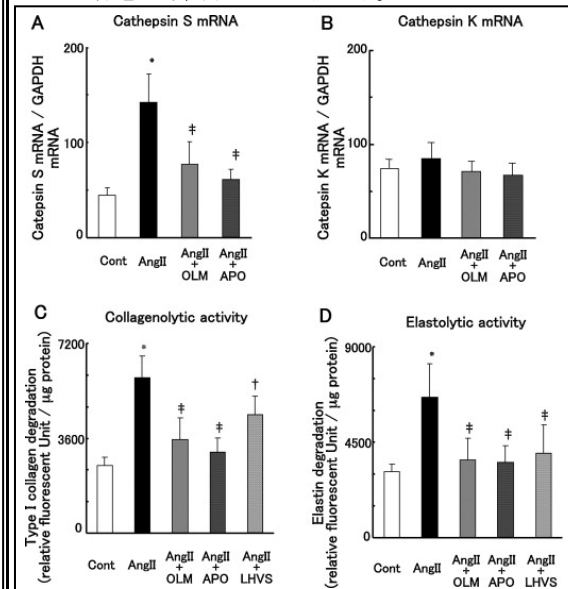 A
Cathepsin S mRNA
Catepsin S mRNA / GAPDH
mRNA
200
100
0
*
‡
‡
Cont
AngII
AngII
+
OLM
AngII
+
APO
B
Cathepsin K mRNA
Catepsin K mRNA / GAPDH
mRNA
200
100
0
Cont
AngII
AngII
+
OLM
AngII
+
APO
C
Collagenolytic activity
Type I collagen degradation
(relative fluorescent Unit / μg protein)
7200
3600
0
*
‡
‡
†
Cont
AngII
AngII
+
OLM
AngII
+
APO
AngII
+
LHVS
D
Elastolytic activity
Elastin degradation
(relative fluorescent Unit / μg protein)
9000
4500
0
*
‡
‡
‡
Cont
AngII
AngII
+
OLM
AngII
+
APO
AngII
+
LHVS